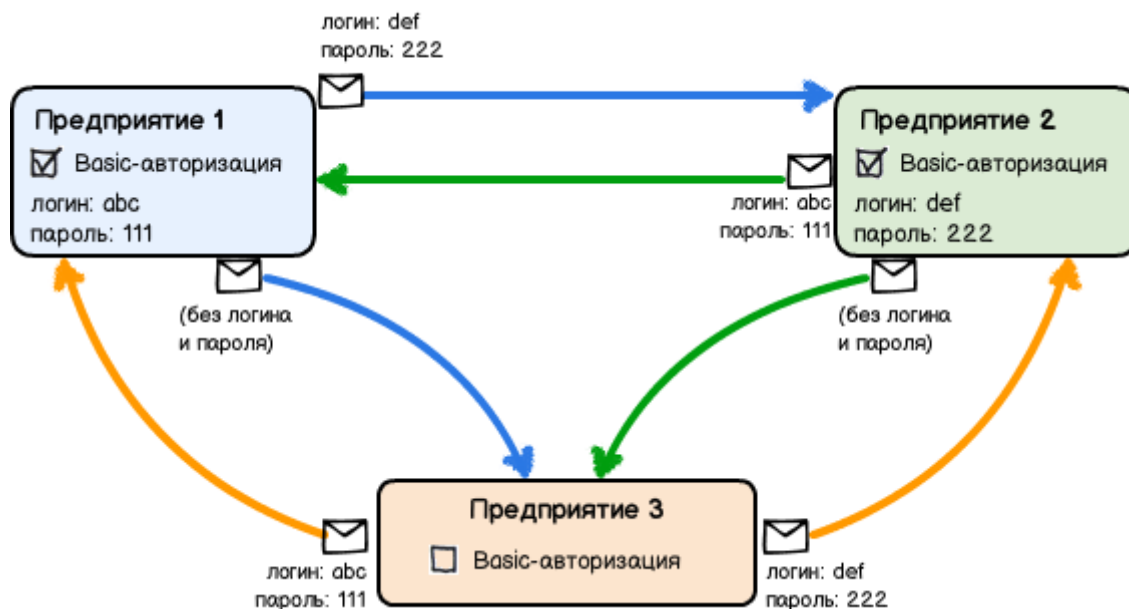 логин: def
пароль: 222
Предприятие 1
Basic-авторизация
логин: abc
пароль: 111
Предприятие 2
Basic-авторизация
логин: def
пароль: 222
логин: abc
пароль: 111
(без логина
и пароля)
(без логина
и пароля)
Предприятие 3
Basic-авторизация
логин: abc
пароль: 111
логин: def
пароль: 222